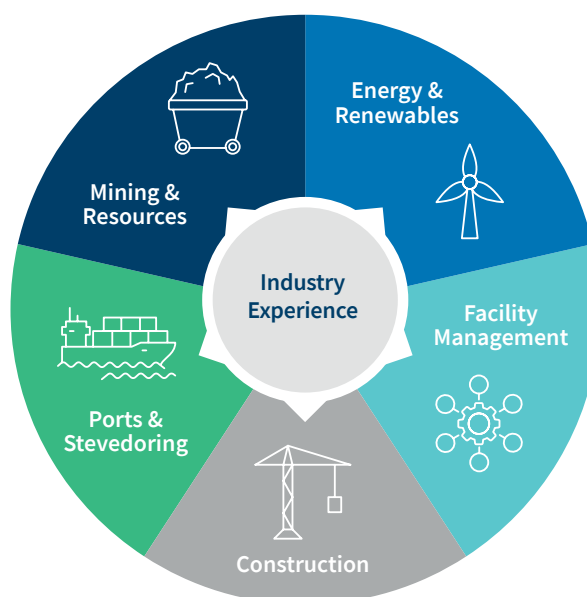 Energy &
Renewables
Mining &
Resources
Industry
Experience
Facility
Management
Ports &
Stevedoring
Construction